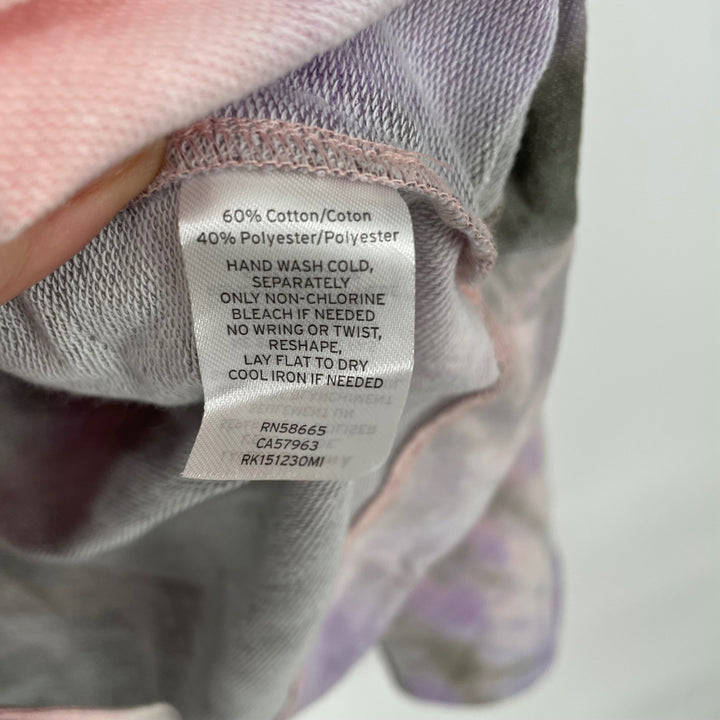 60% Cotton/Coton
40% Polyester/Polyester
HAND WASH COLD,
SEPARATELY
ONLY NON-CHLORINE
BLEACH IF NEEDED
NO WRING OR TWIST,
RESHAPE,
LAY FLAT TO DRY
COOL IRON IF NEEDED
RN58665
CA57963
RK151230MI